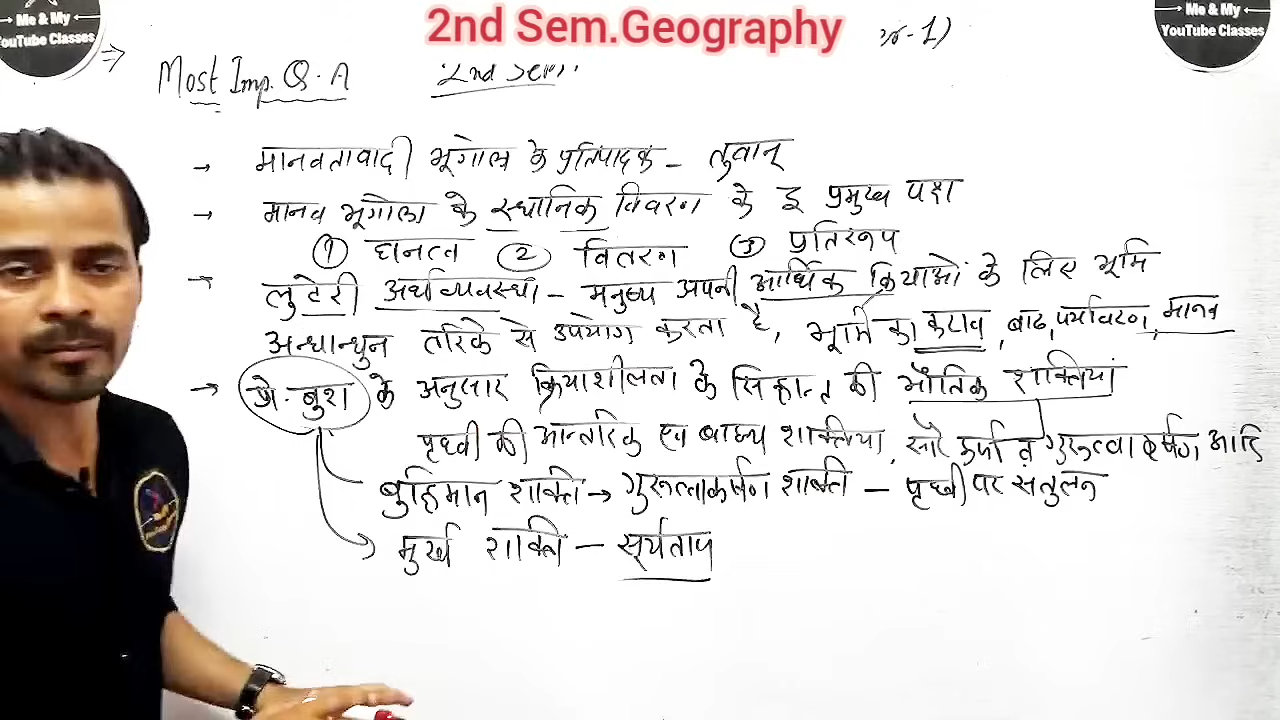 Me & My
YouTube Classes
2nd Sem.Geography
Me & My
YouTube Classes
⇒ Most Imp. Q.A 2nd Sem.
→ मानवतावादी भूगोल के प्रतिपादक - तुवान्
→ मानव भूगोल के स्थानिक विवरण के 3 प्रमुख पक्ष
① घनत्व ② वितरण ③ प्रतिरूप
→ लुटेरी अर्थव्यवस्था - मनुष्य अपनी आर्थिक क्रियाओं के लिए भूमि
अन्धाधुन तरिके से उपयोग करता है, भूमि का कटाव, बाढ, पर्यावरण, मानव
→ प्रो. बुश के अनुसार क्रियाशीलता के सिद्धान्त की भौतिक शक्तियां
पृथ्वी की आन्तरिक एवं बाह्य शक्तिया, सौर ऊर्जा व गुरुत्वाकर्षण आदि
बुद्धिमान शक्ति → गुरुत्वाकर्षण शक्ति - पृथ्वी पर संतुलन
→ मुर्ख शक्ति - सूर्यताप